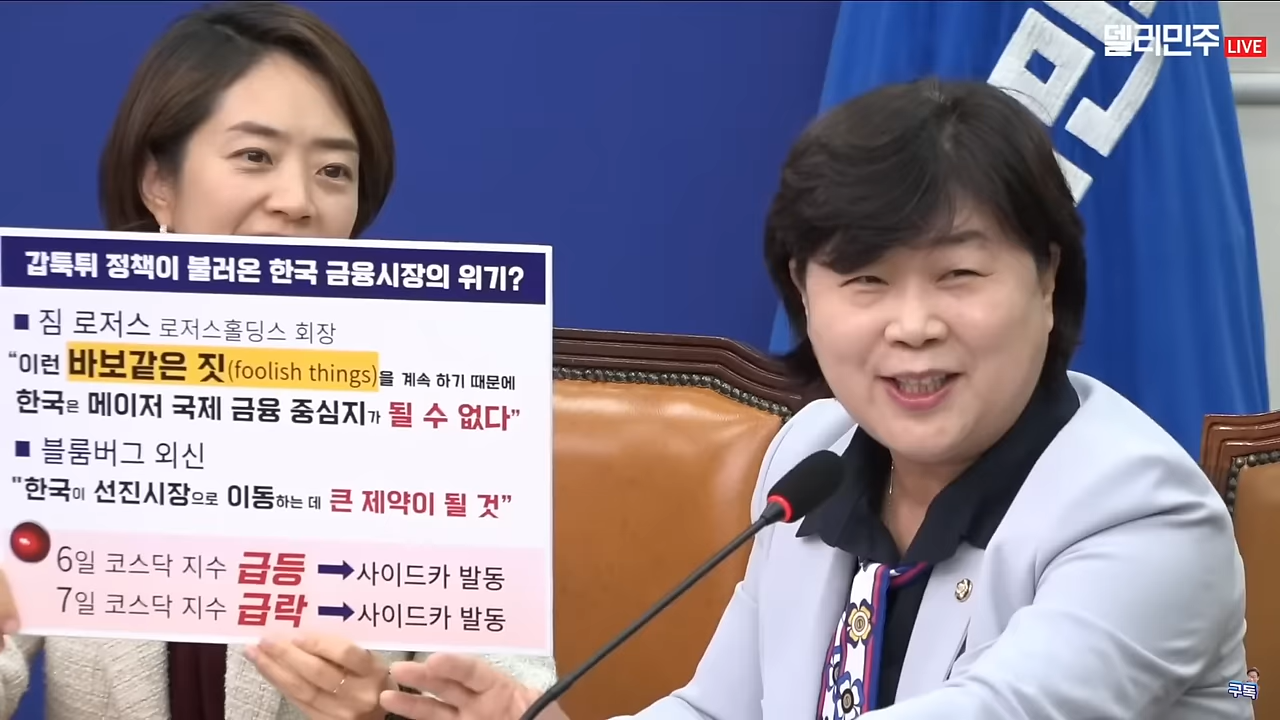 델리민주 LIVE
민
갑툭튀 정책이 불러온 한국 금융시장의 위기?
■ 짐 로저스 로저스홀딩스 회장
“이런 바보같은 짓(foolish things)을 계속 하기 때문에
한국은 메이저 국제 금융 중심지가 될 수 없다”
■ 블룸버그 외신
"한국이 선진시장으로 이동하는 데 큰 제약이 될 것”
6일 코스닥 지수 급등 ➡사이드카 발동
7일 코스닥 지수 급락 ➡사이드카 발동
구독